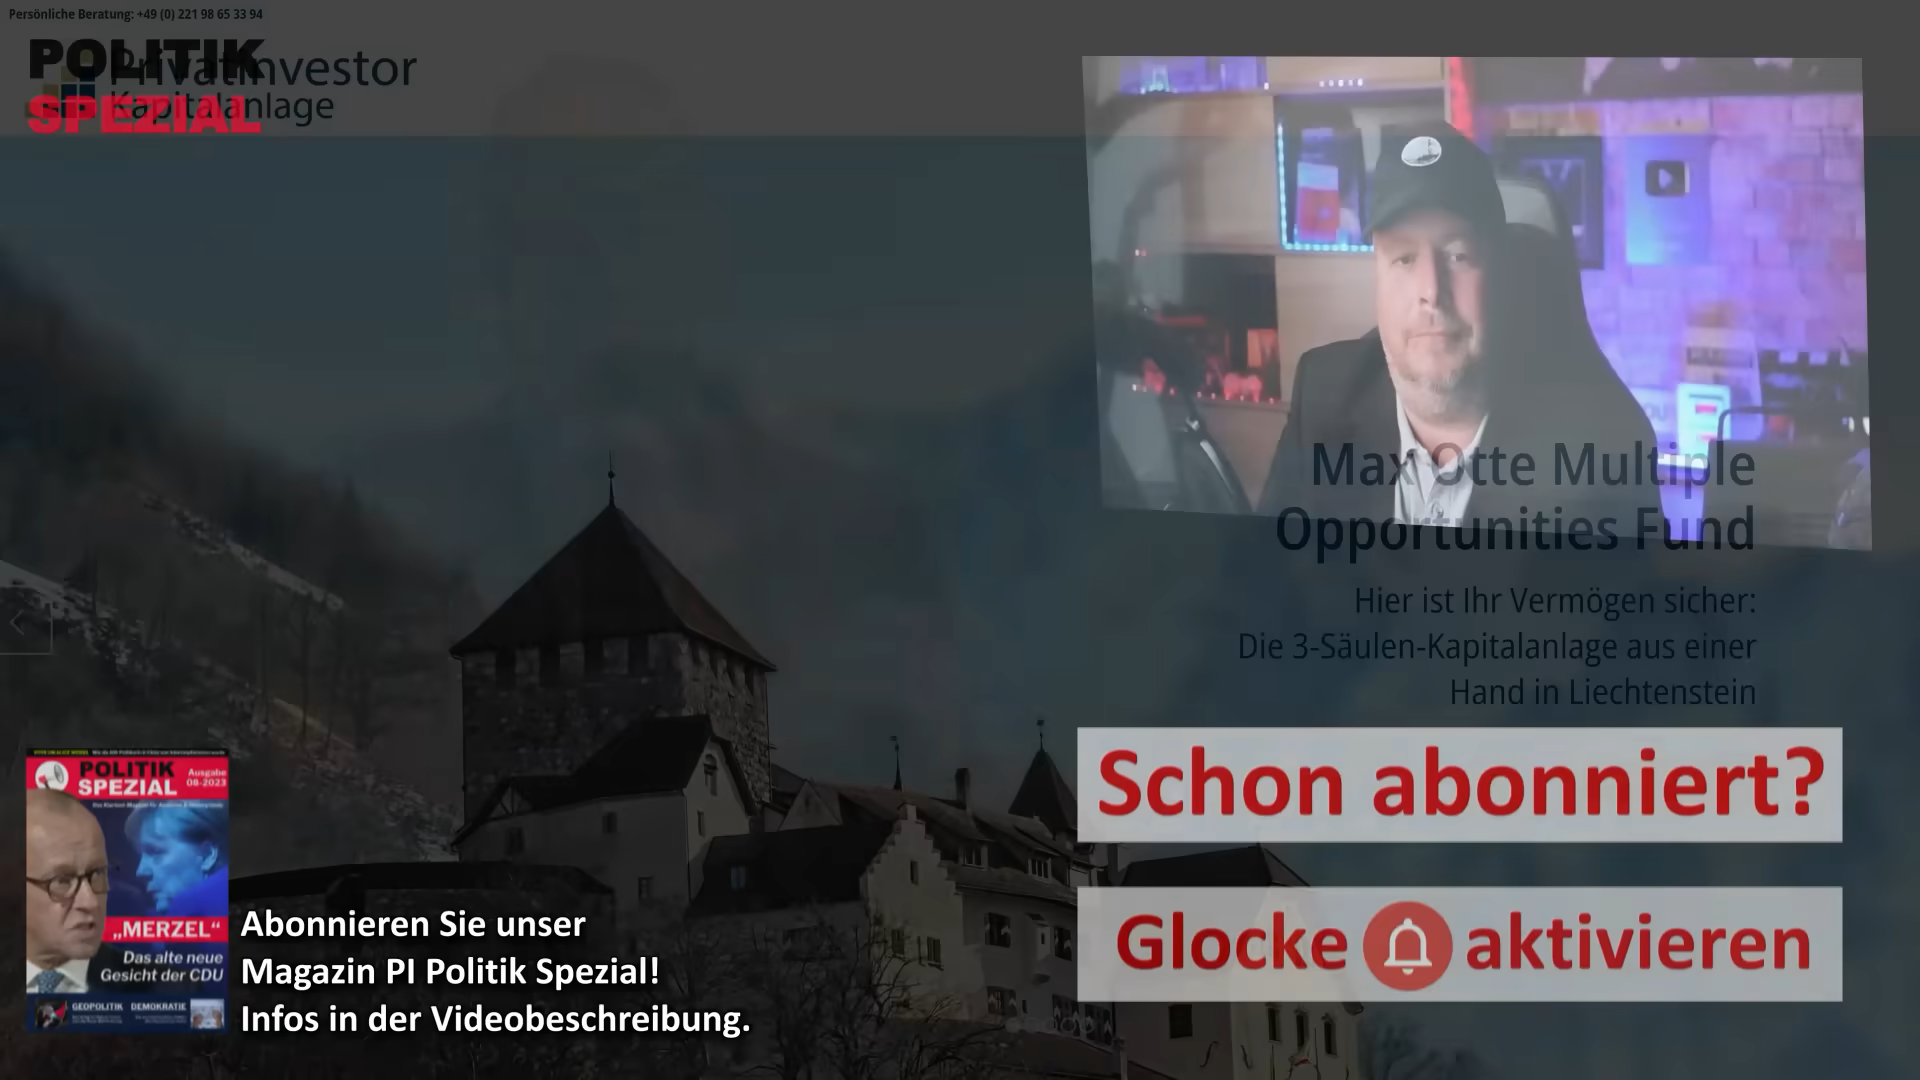 Persönliche Beratung: +49 (0) 221 98 65 33 94
POLITIK
SPEZIAL
PrivatInvestor
Kapitalanlage
Max Otte Multiple
Opportunities Fund
Hier ist Ihr Vermögen sicher:
Die 3-Säulen-Kapitalanlage aus einer
Hand in Liechtenstein
Schon abonniert?
Glocke aktivieren
POLITIK
SPEZIAL
Ausgabe
08-2023
„MERZEL“
Das alte neue
Gesicht der CDU
GEOPOLITIK DEMOKRATIE
Abonnieren Sie unser
Magazin PI Politik Spezial!
Infos in der Videobeschreibung.